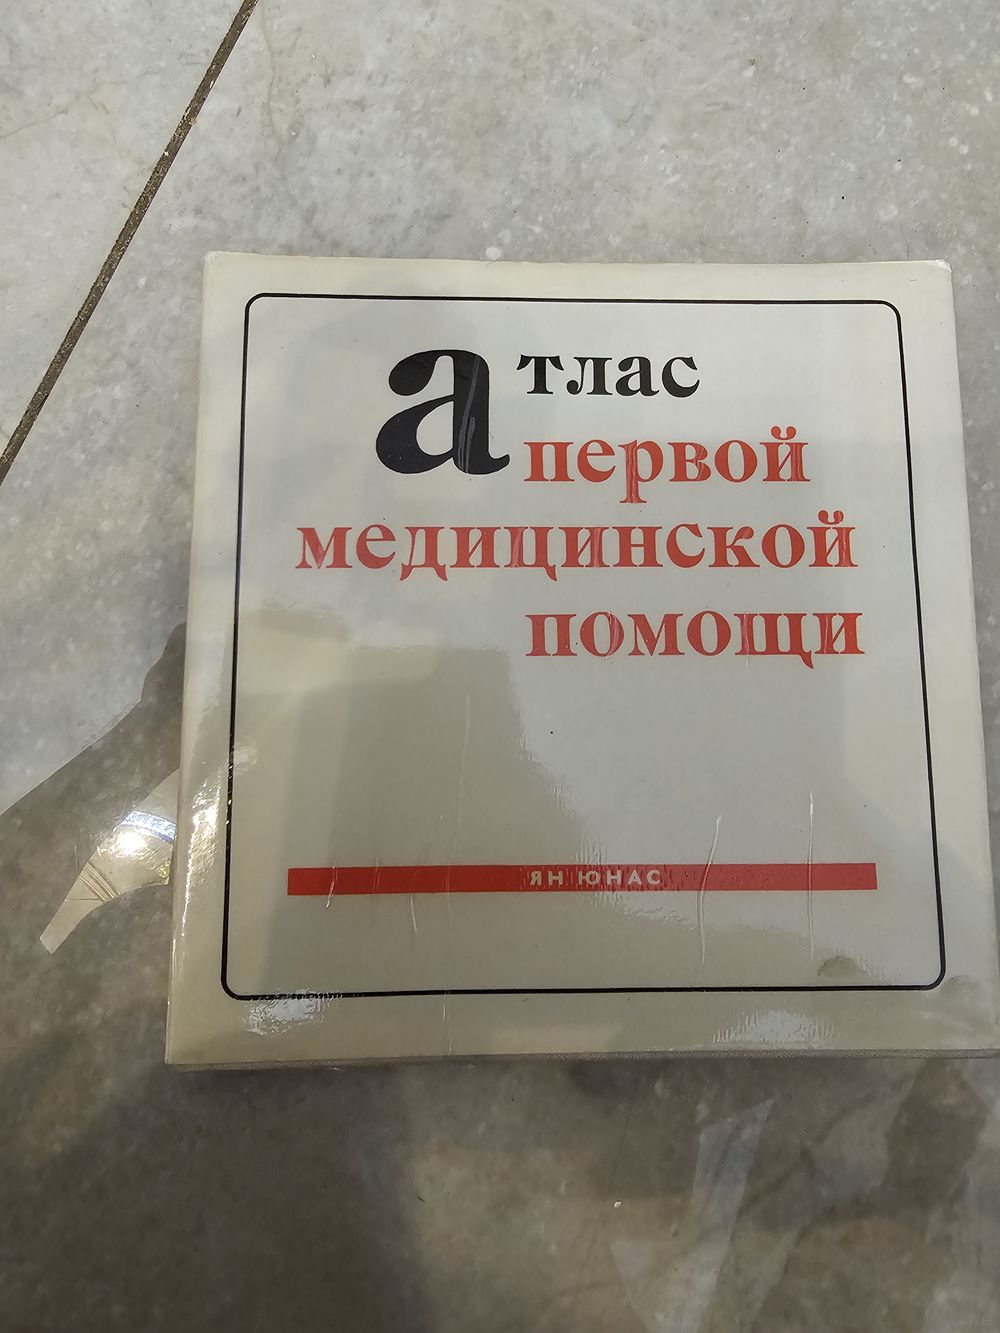 атлас
первой
медицинской
помощи
ЯН ЮНАС